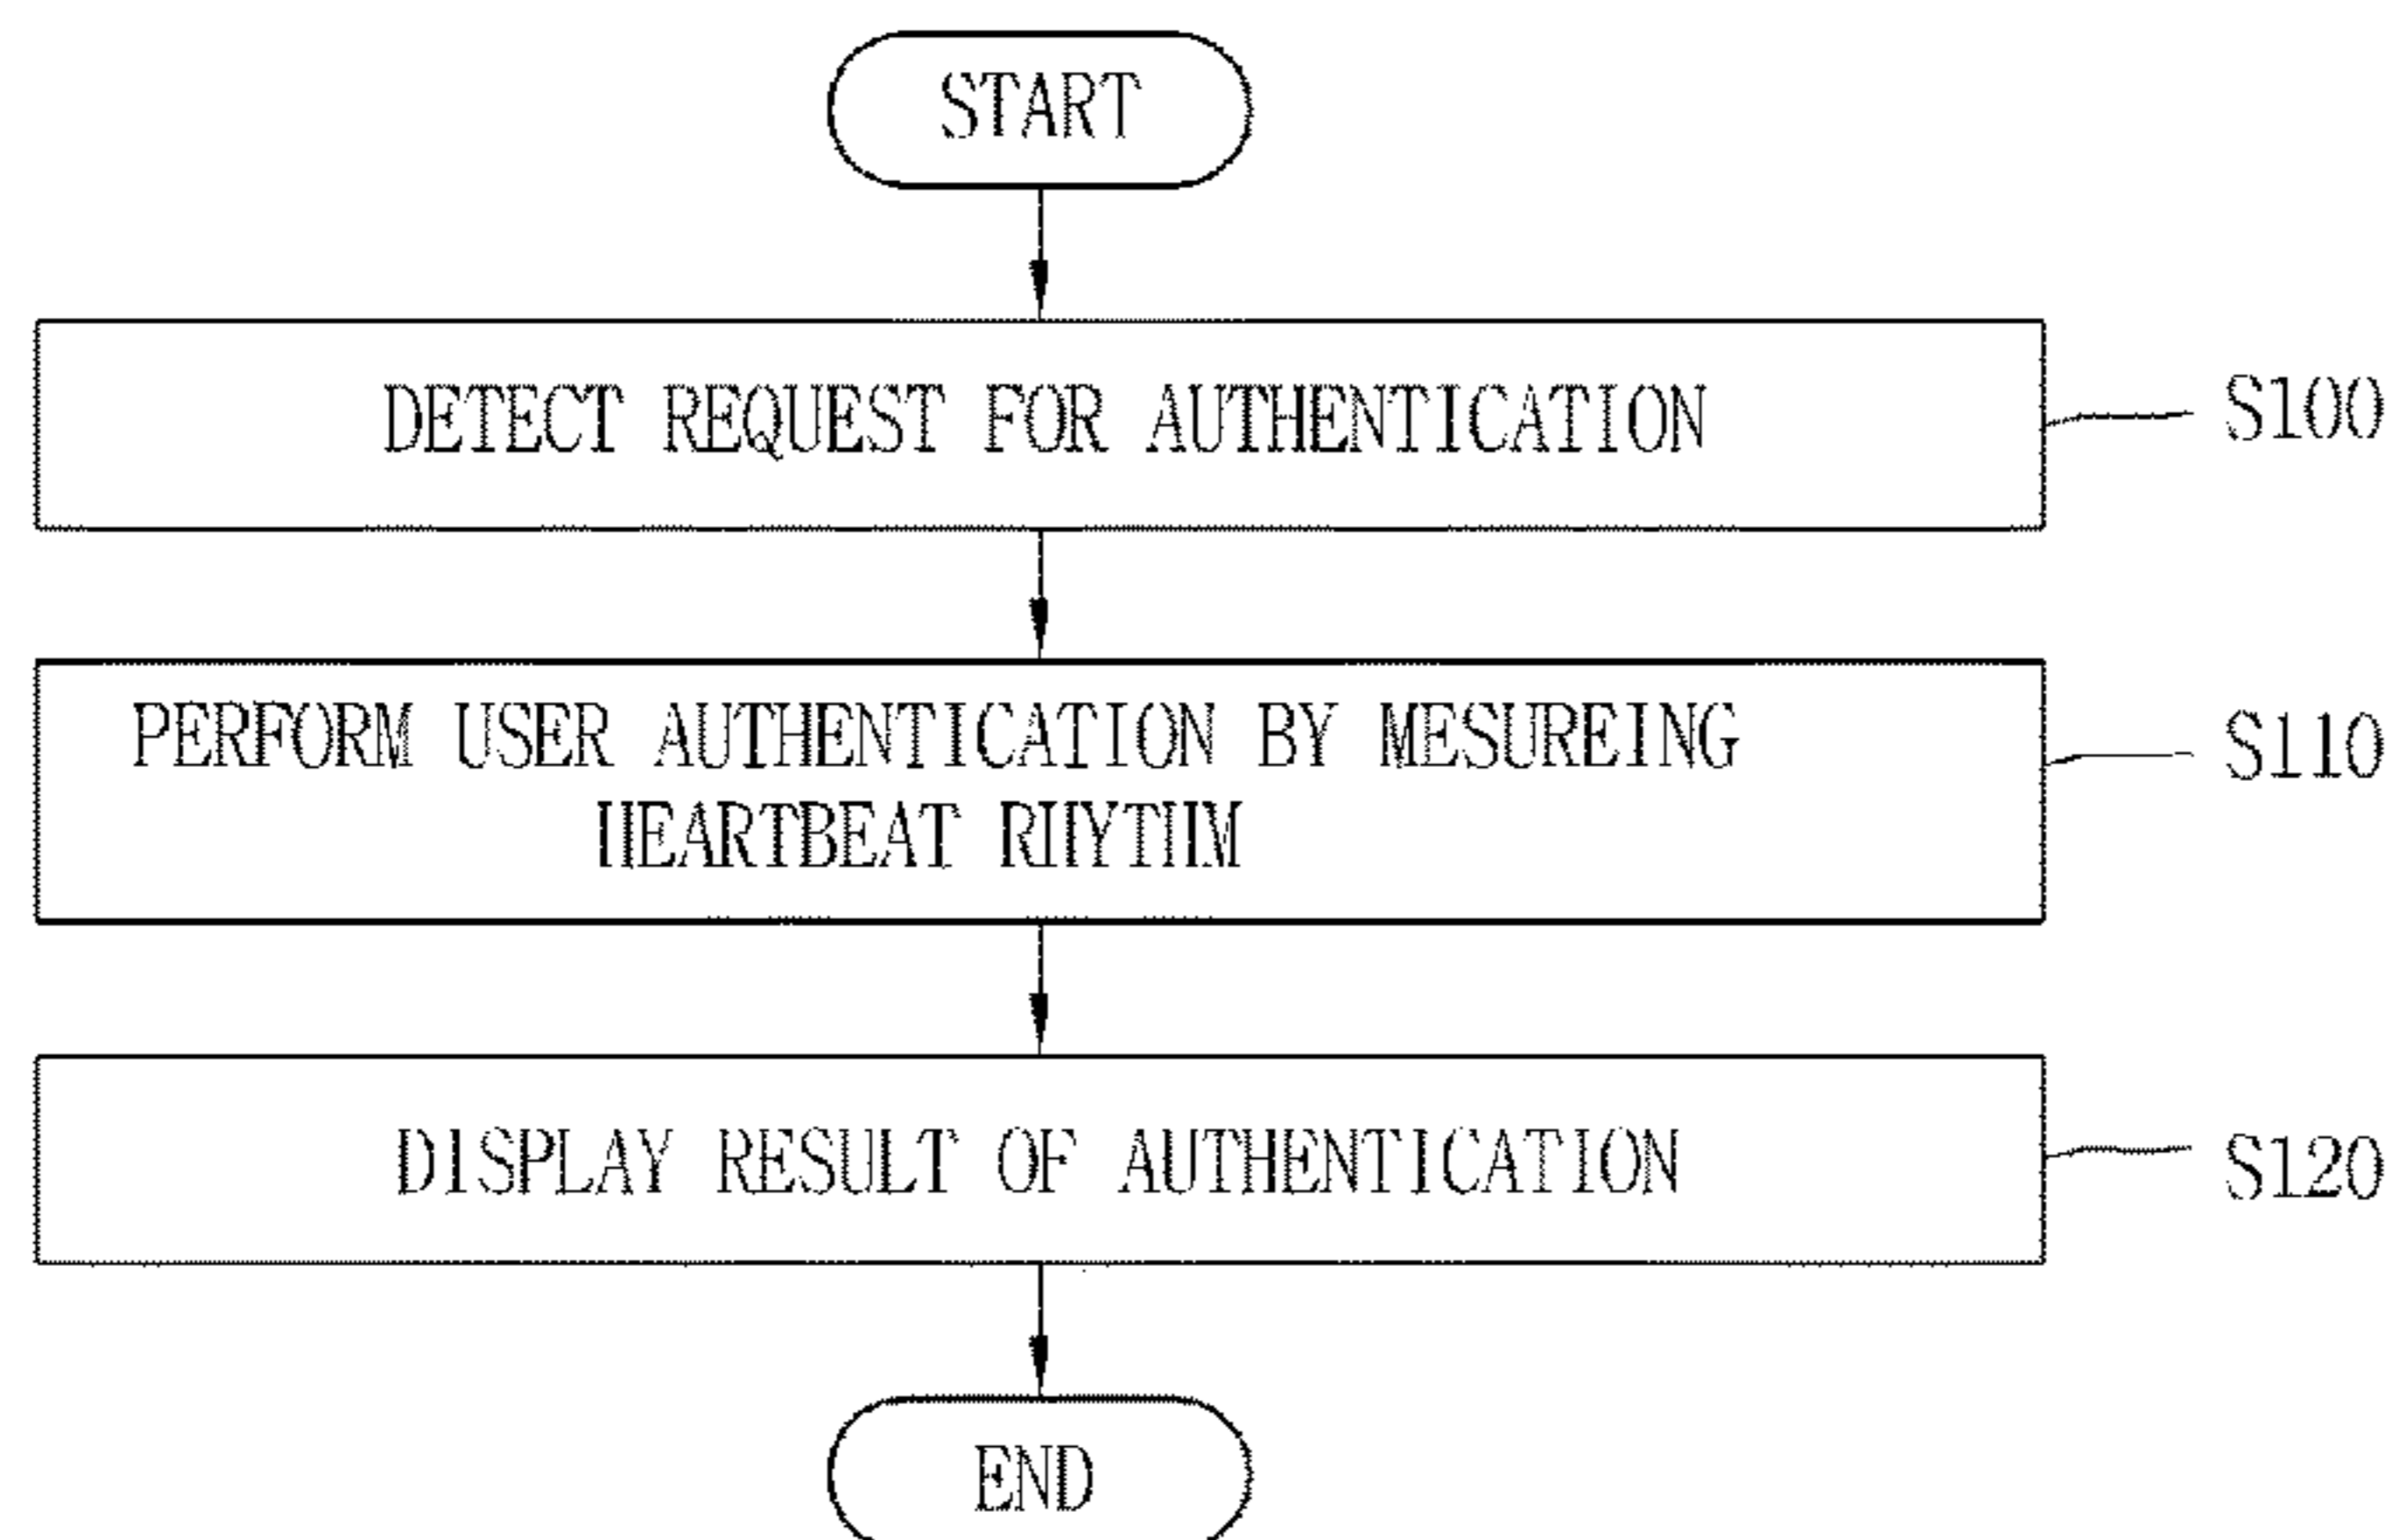 START
DETECT REQUEST FOR AUTHENTICATION
S100
PERFORM USER AUTHENTICATION BY MESUREING
HEARTBEAT RHYTHM
S110
DISPLAY RESULT OF AUTHENTICATION
S120
END